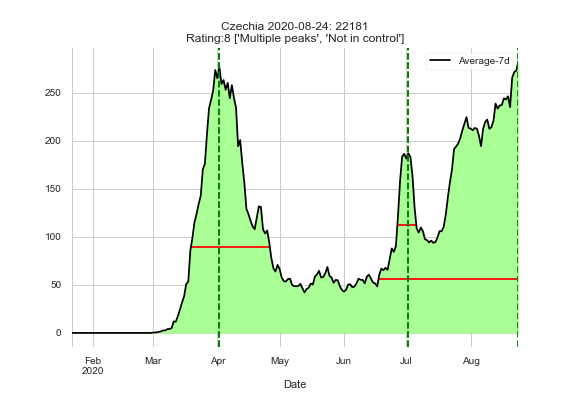 Czechia 2020-08-24: 22181
Rating:8 ['Multiple peaks', 'Not in control']
Average-7d
250
200
150
100
50
0
Feb
2020
Mar
Apr
May
Jun
Jul
Aug
Date